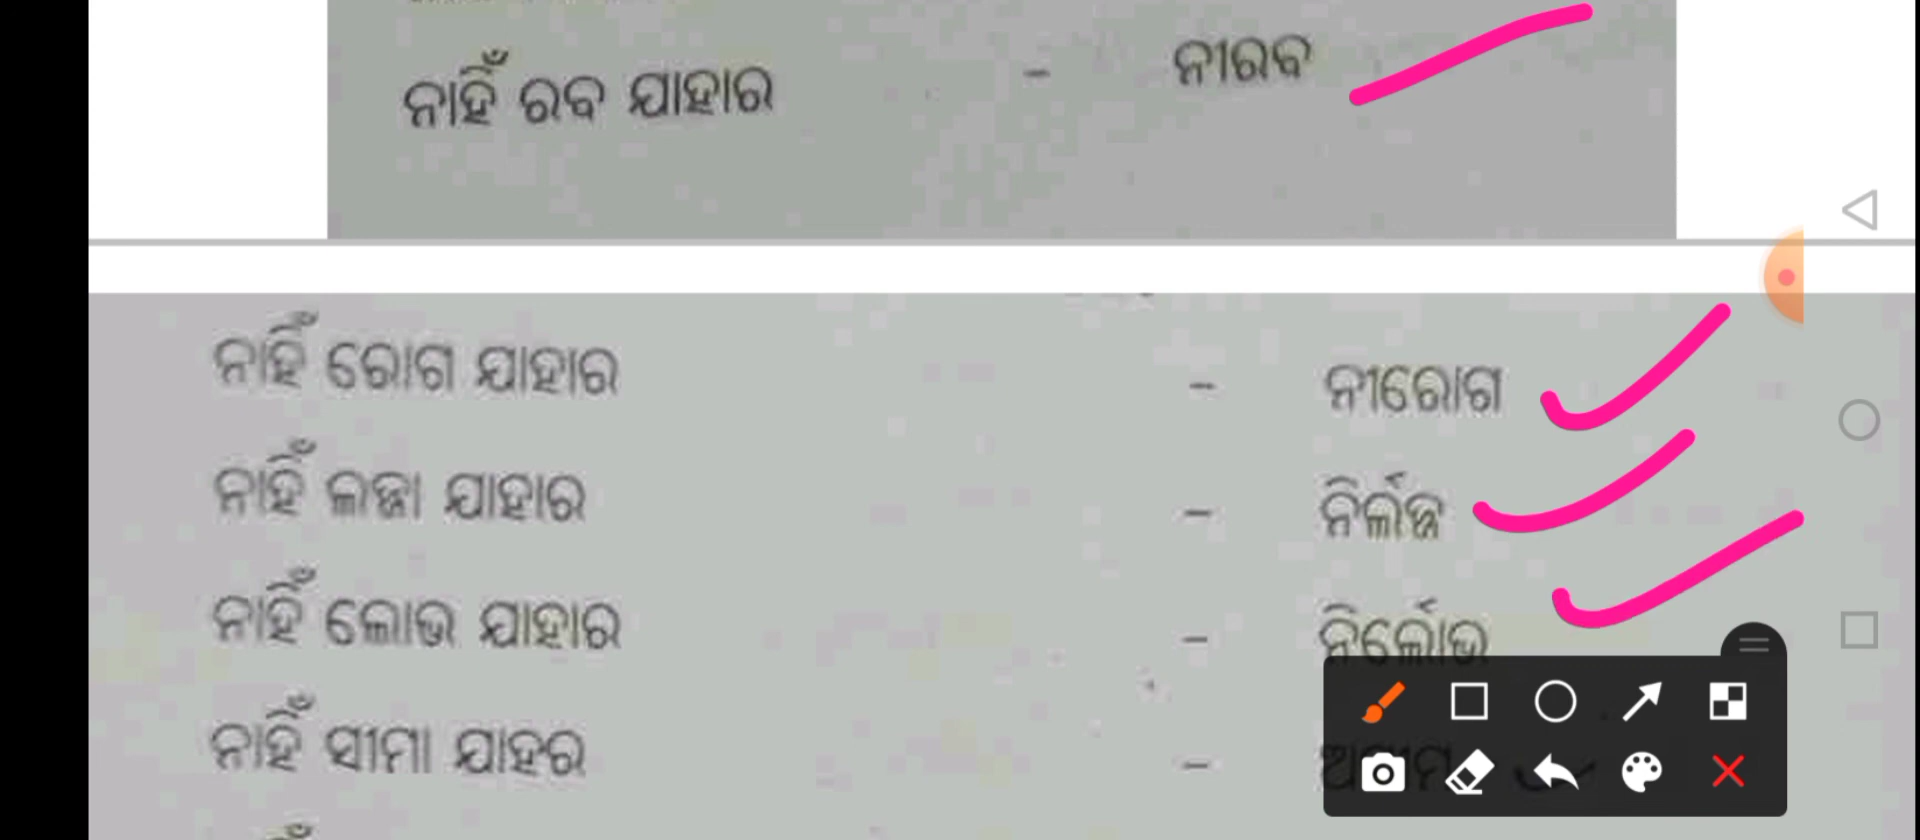 ନାହିଁ ରବ ଯାହାର - ନୀରବ
ନାହିଁ ରୋଗ ଯାହାର - ନୀରୋଗ
ନାହିଁ ଲଜ୍ଜା ଯାହାର - ନିର୍ଲଜ୍ଜ
ନାହିଁ ଲୋଭ ଯାହାର - ନିର୍ଲୋଭ
ନାହିଁ ସୀମା ଯାହର -